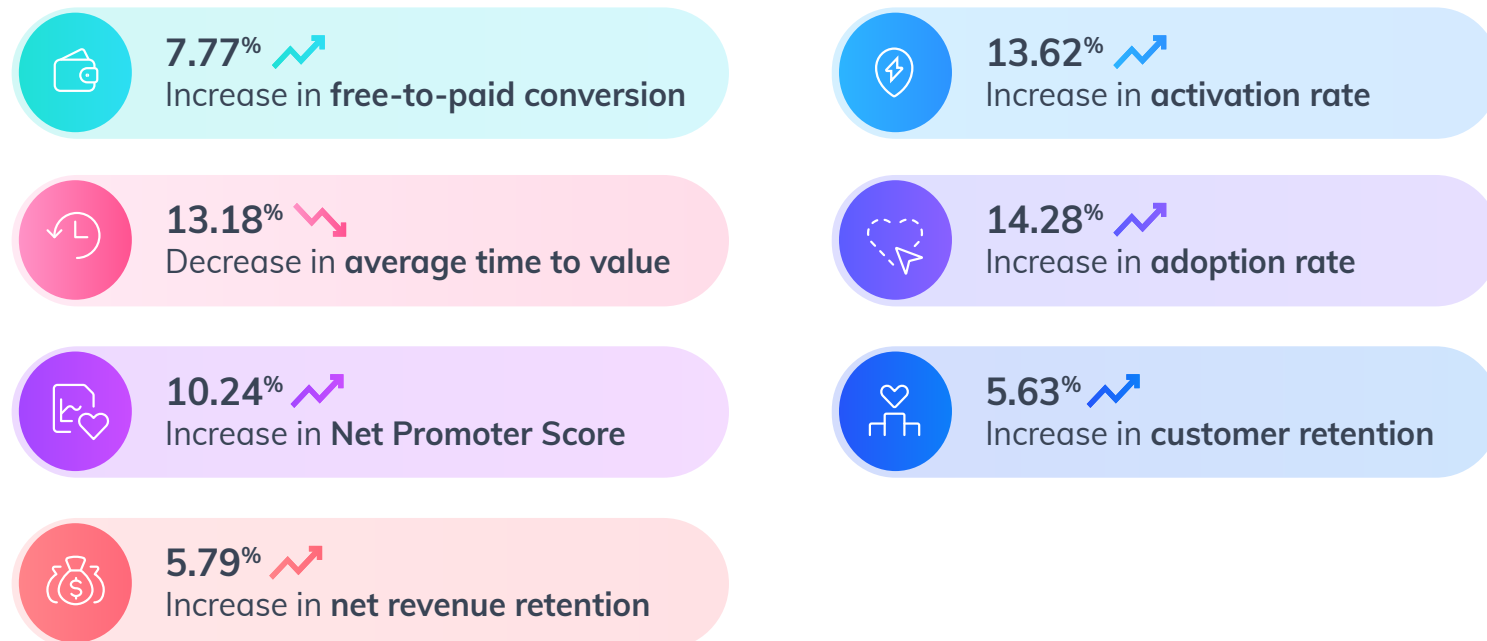 7.77%
Increase in free-to-paid conversion
13.62%
Increase in activation rate
13.18%
Decrease in average time to value
14.28%
Increase in adoption rate
10.24%
Increase in Net Promoter Score
5.63%
Increase in customer retention
5.79%
Increase in net revenue retention